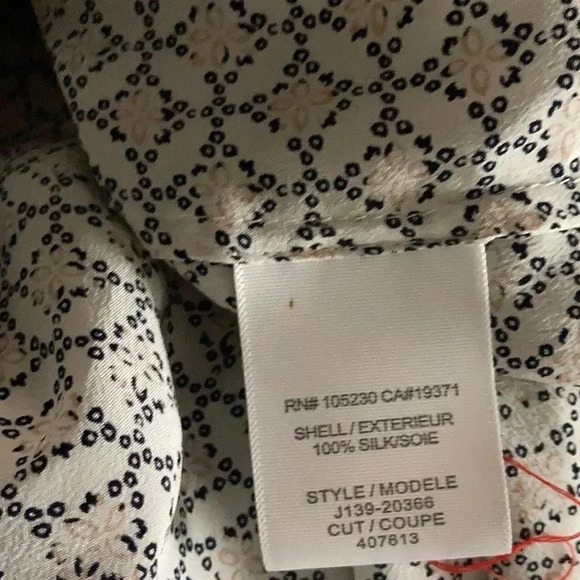 RN# 105230 CA#19371
SHELL / EXTERIEUR
100% SILK/SOIE
STYLE / MODELE
J139-20366
CUT / COUPE
407613